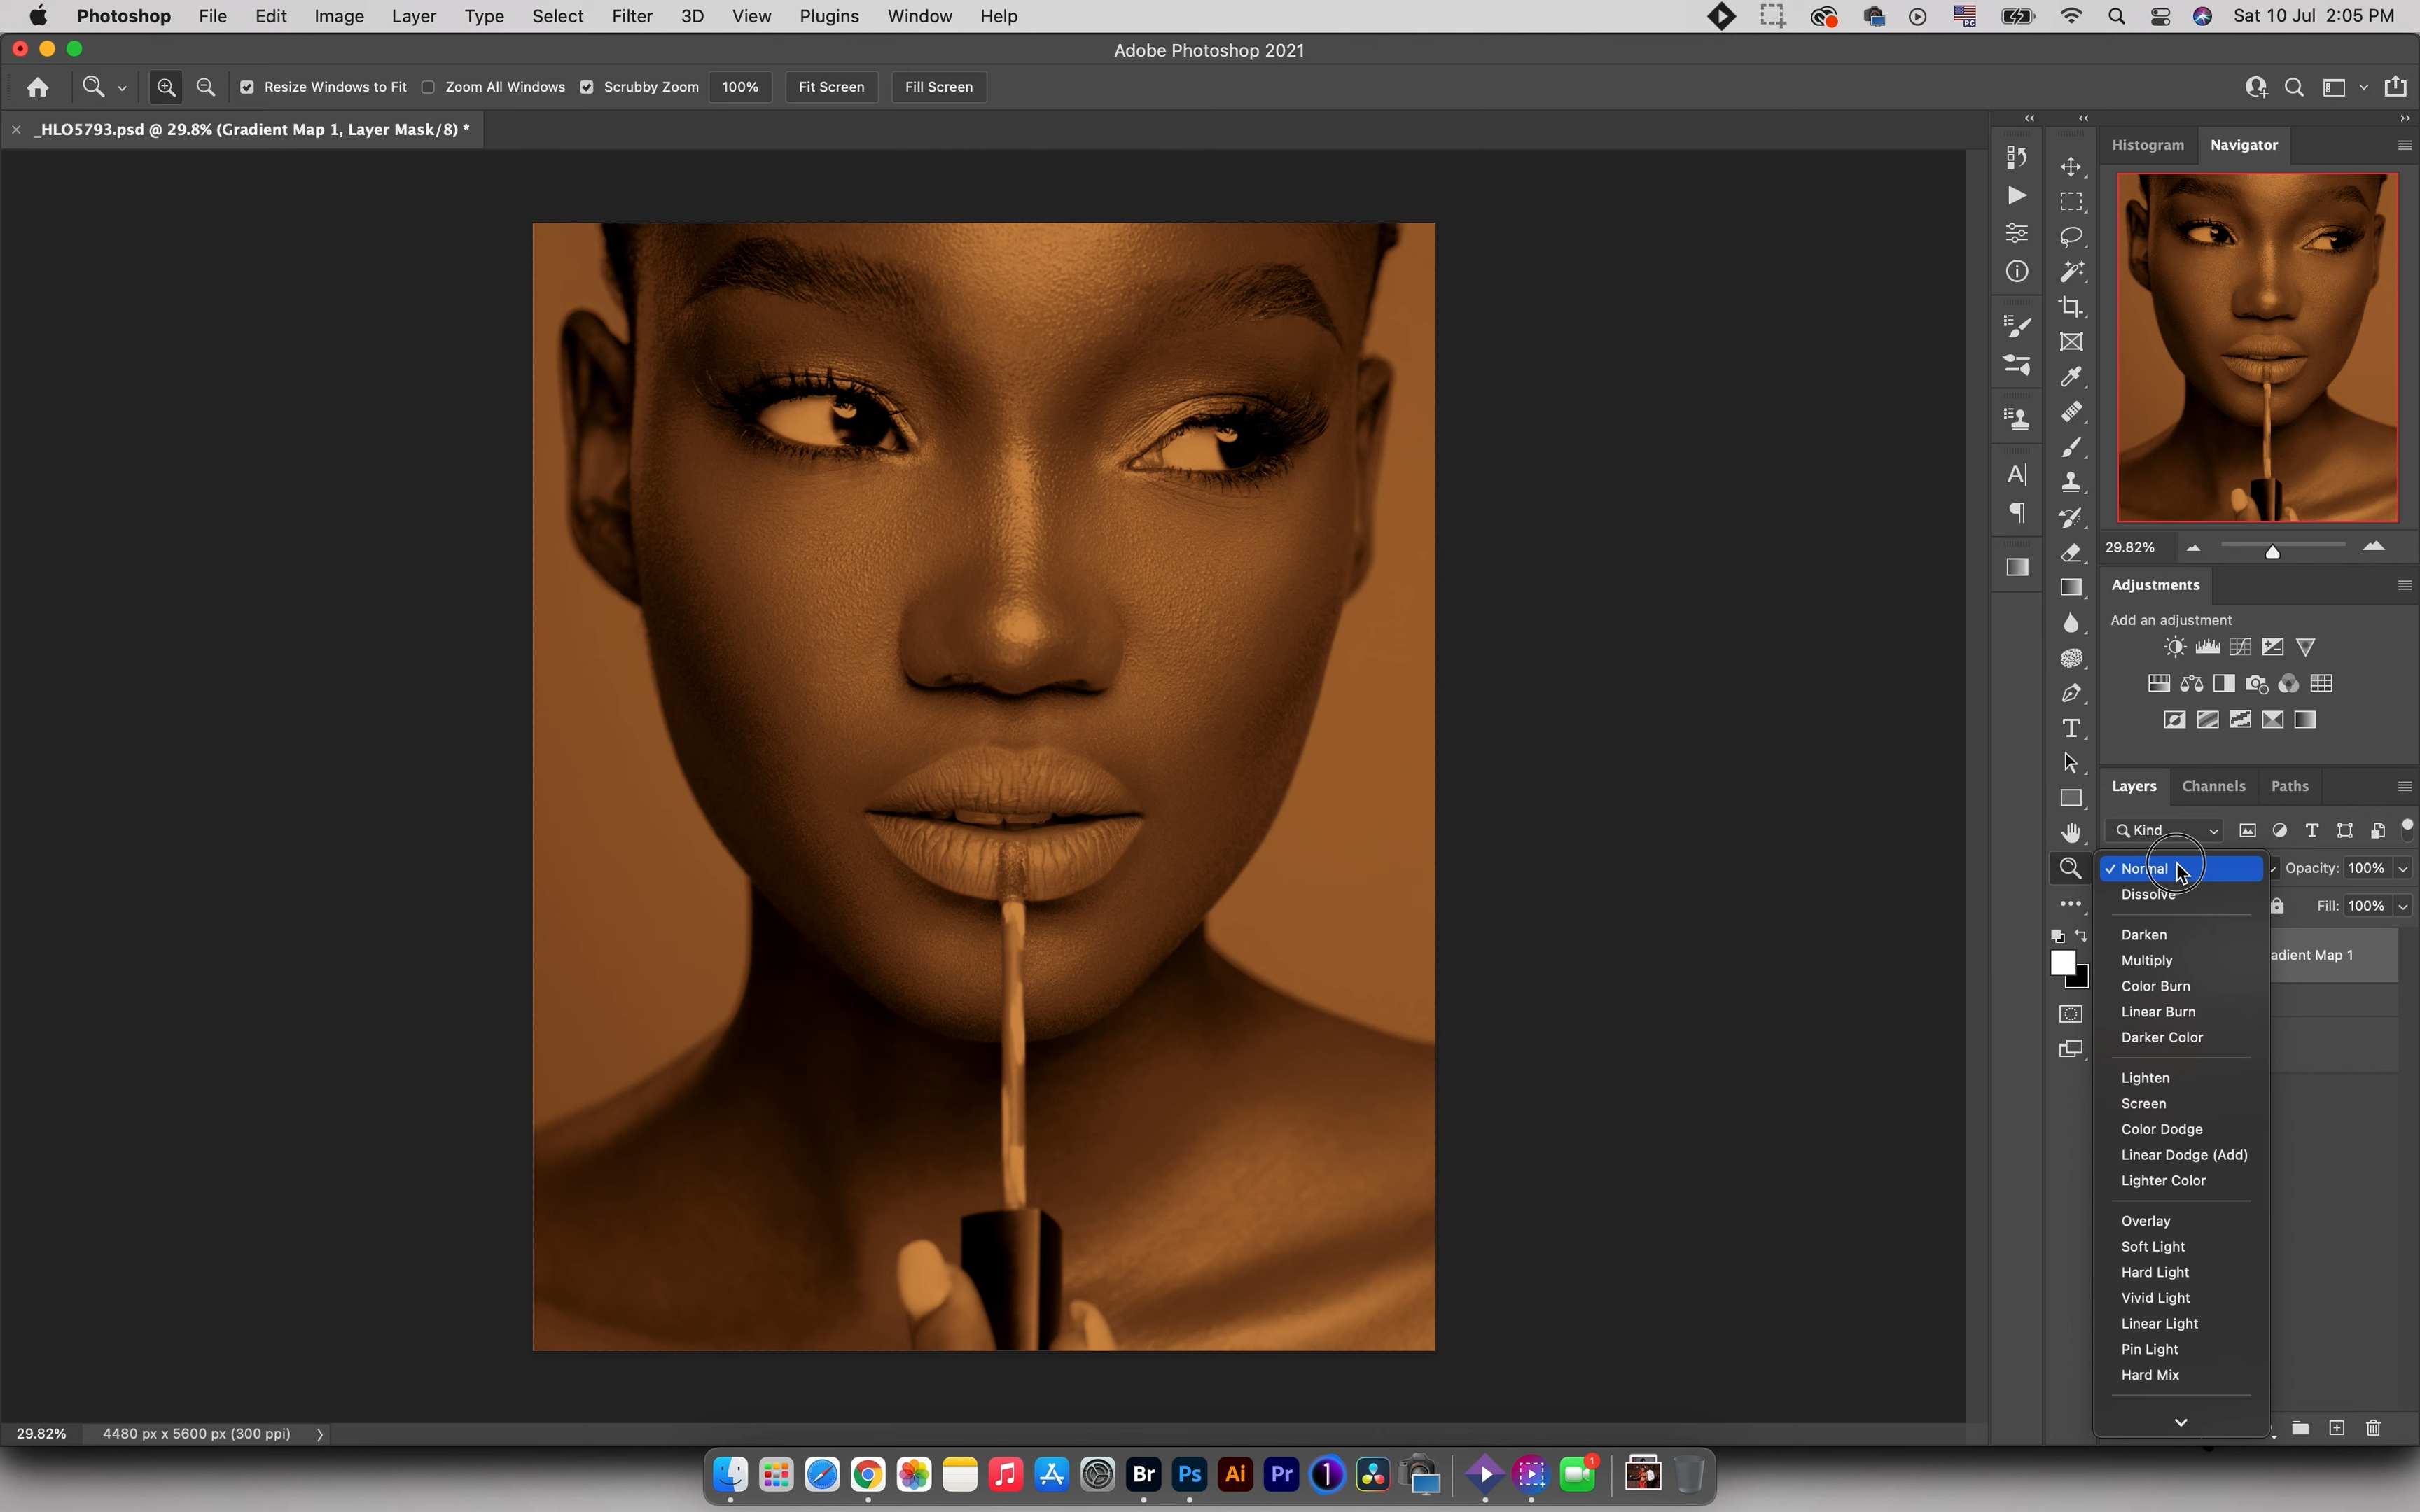 Photoshop File Edit Image Layer Type Select Filter 3D View Plugins Window Help Sat 10 Jul 2:05 PM
Adobe Photoshop 2021
Resize Windows to Fit Zoom All Windows Scrubby Zoom 100% Fit Screen Fill Screen
_HLO5793.psd @ 29.8% (Gradient Map 1, Layer Mask/8) *
Histogram Navigator
29.82%
Adjustments
Add an adjustment
Layers Channels Paths
Kind
Normal Opacity: 100%
Dissolve
Fill: 100%
Darken
adient Map 1
Multiply
Color Burn
Linear Burn
Darker Color
Lighten
Screen
Color Dodge
Linear Dodge (Add)
Lighter Color
Overlay
Soft Light
Hard Light
Vivid Light
Linear Light
Pin Light
Hard Mix
29.82% 4480 px x 5600 px (300 ppi)
Br Ps Ai Pr 1 1